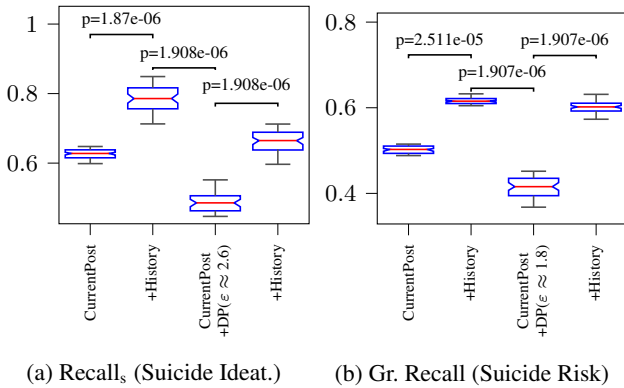 1
0.8
0.6
p=1.87e-06
p=1.908e-06
p=1.908e-06
CurrentPost
+History
CurrentPost
+DP(ε ≈ 2.6)
+History
(a) Recallₛ (Suicide Ideat.)
0.8
0.6
0.4
p=2.511e-05
p=1.907e-06
p=1.907e-06
CurrentPost
+History
CurrentPost
+DP(ε ≈ 1.8)
+History
(b) Gr. Recall (Suicide Risk)